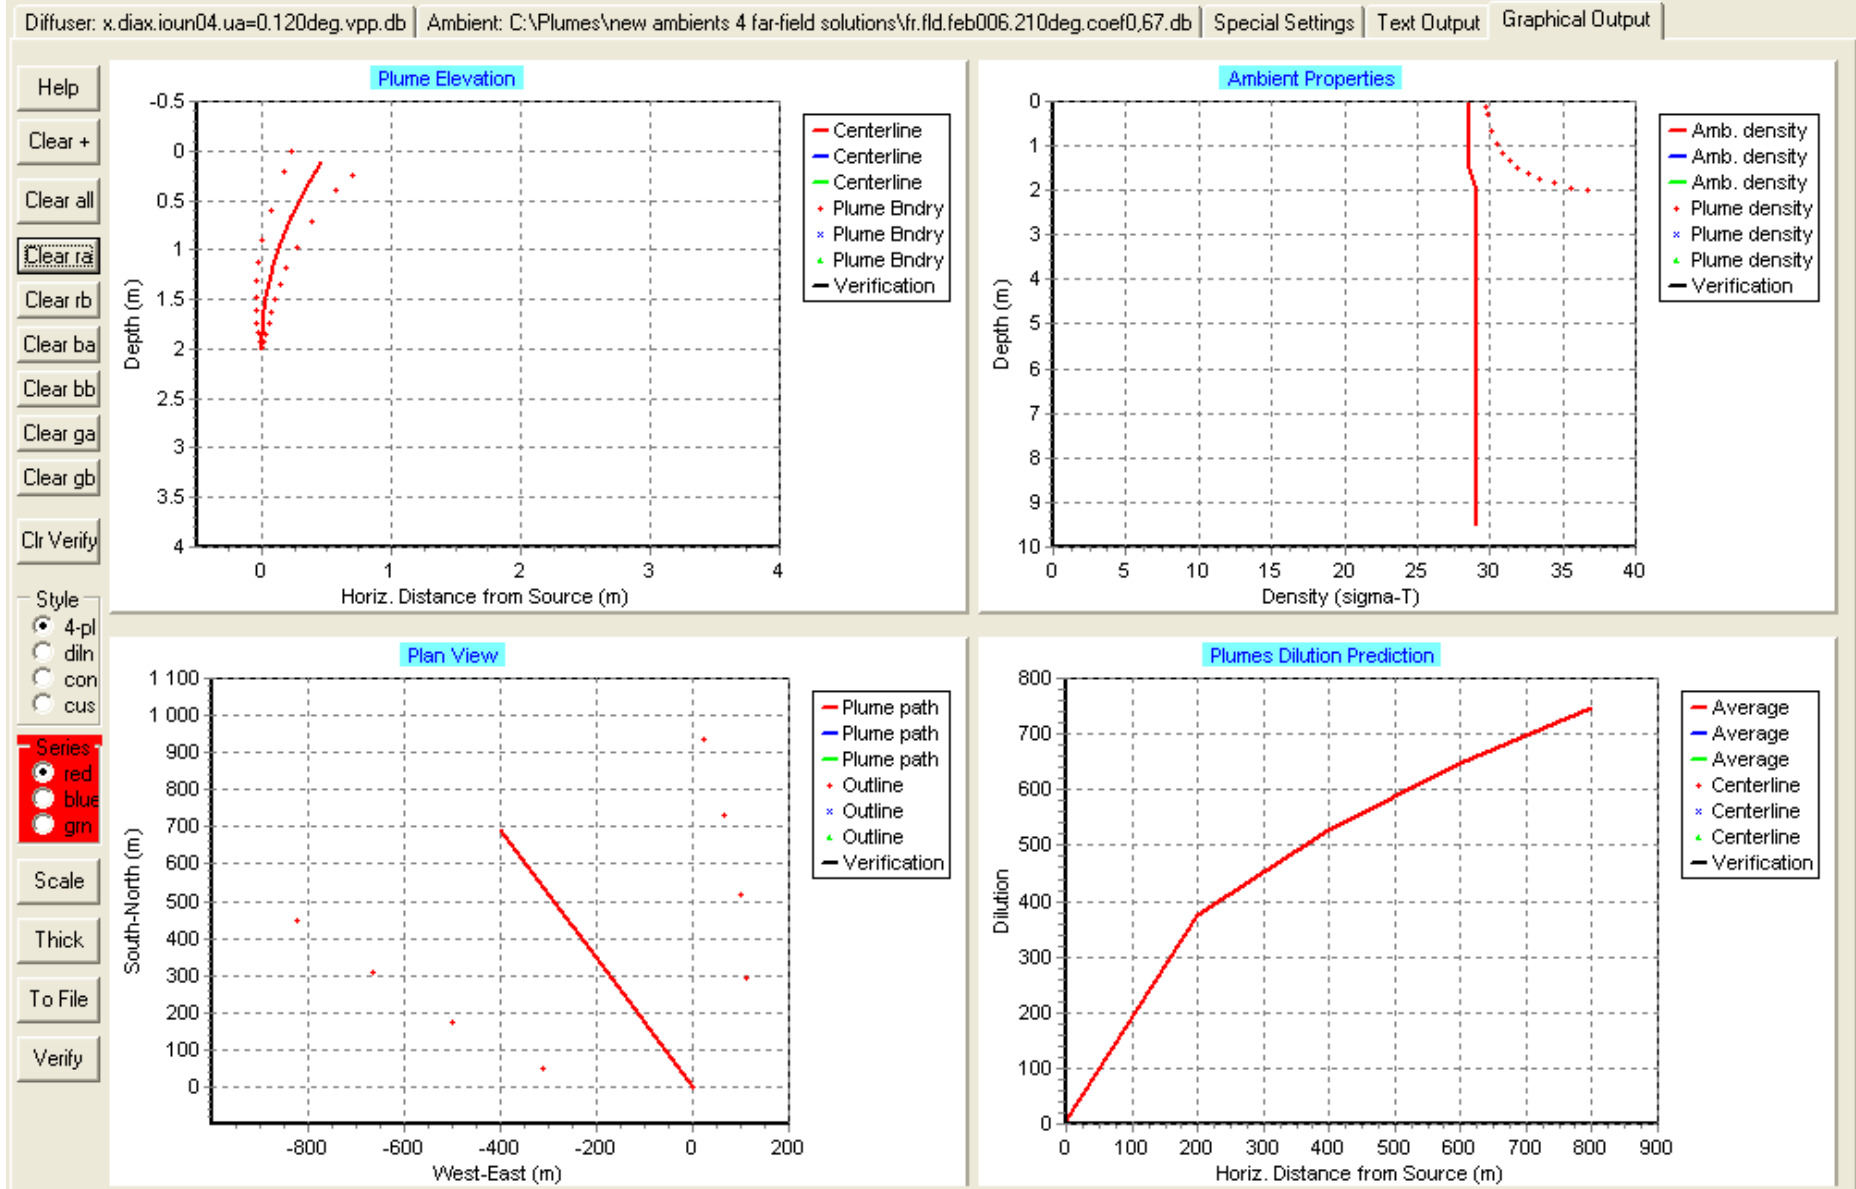 Diffuser: x.diax.ioun04.ua=0.120deg.vpp.db
Ambient: C:\Plumes\new ambients 4 far-field solutions\fr.fld.feb006.210deg.coef0,67.db
Special Settings
Text Output
Graphical Output
Help
Clear +
Clear all
Clear ra
Clear rb
Clear ba
Clear bb
Clear ga
Clear gb
Clr Verify
Style
4-pl
diln
con
cus
Series
red
blue
grn
Scale
Thick
To File
Verify
Plume Elevation
-0.5
0
0.5
1
1.5
2
2.5
3
3.5
4
Depth (m)
0 1 2 3 4
Horiz. Distance from Source (m)
Centerline
Centerline
Centerline
Plume Bndry
Plume Bndry
Plume Bndry
Verification
Ambient Properties
0
1
2
3
4
5
6
7
8
9
10
Depth (m)
0 5 10 15 20 25 30 35 40
Density (sigma-T)
Amb. density
Amb. density
Amb. density
Plume density
Plume density
Plume density
Verification
Plan View
1 100
1 000
900
800
700
600
500
400
300
200
100
0
South-North (m)
-800 -600 -400 -200 0 200
West-East (m)
Plume path
Plume path
Plume path
Outline
Outline
Outline
Verification
Plumes Dilution Prediction
800
700
600
500
400
300
200
100
0
Dilution
0 100 200 300 400 500 600 700 800 900
Horiz. Distance from Source (m)
Average
Average
Average
Centerline
Centerline
Centerline
Verification